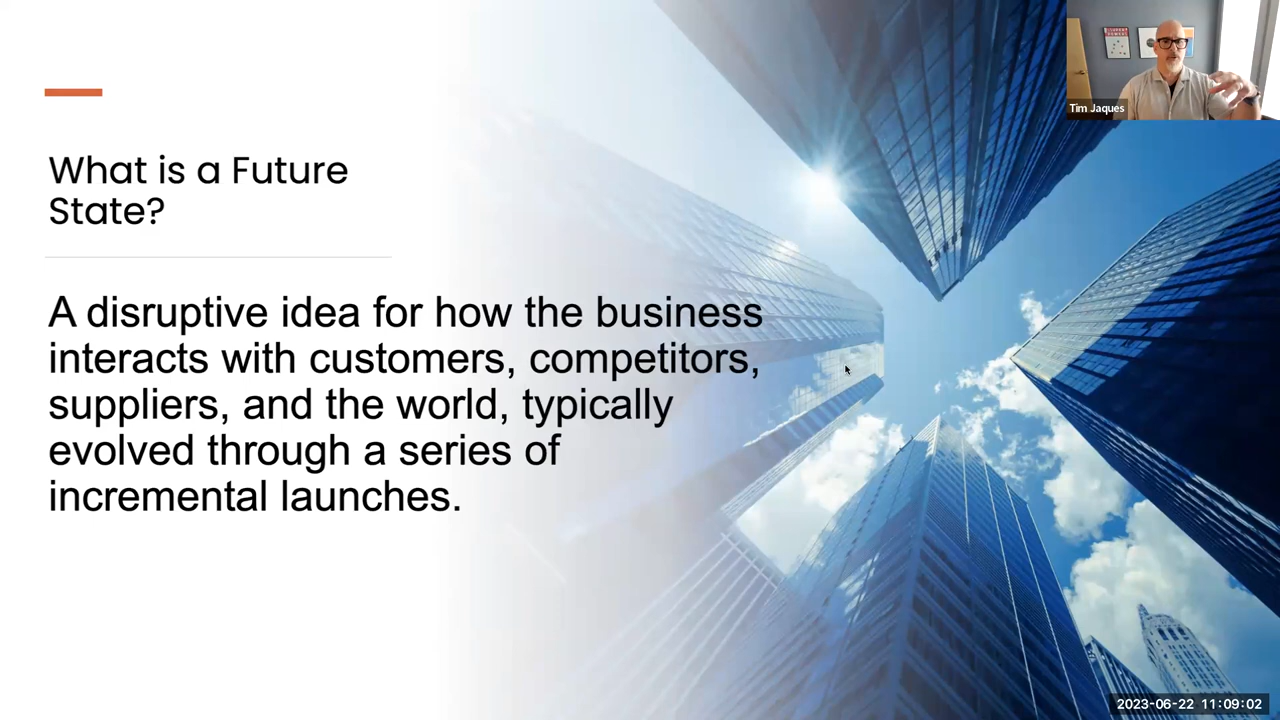 What is a Future
State?
A disruptive idea for how the business
interacts with customers, competitors,
suppliers, and the world, typically
evolved through a series of
incremental launches.
Tim Jaques
2023-06-22 11:09:02